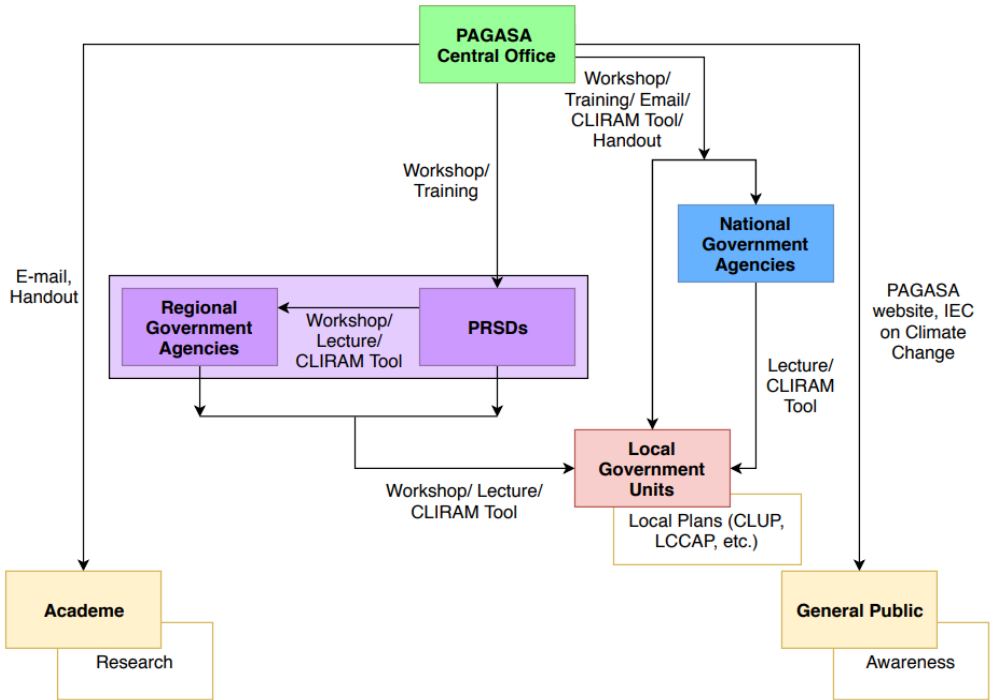 PAGASA
Central Office
Workshop/
Training/ Email/
CLIRAM Tool/
Handout
Workshop/
Training
National
Government
Agencies
E-mail,
Handout
PAGASA
website, IEC
on Climate
Change
Regional
Government
Agencies
Workshop/
Lecture/
CLIRAM Tool
PRSDs
Lecture/
CLIRAM
Tool
Local
Government
Units
Workshop/ Lecture/
CLIRAM Tool
Local Plans (CLUP,
LCCAP, etc.)
Academe
Research
General Public
Awareness